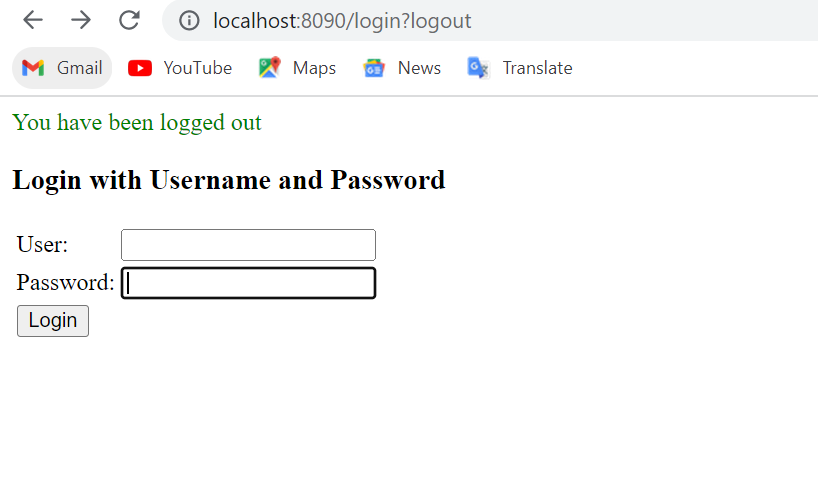 localhost:8090/login?logout
Gmail YouTube Maps News Translate
You have been logged out
Login with Username and Password
User:
Password:
Login